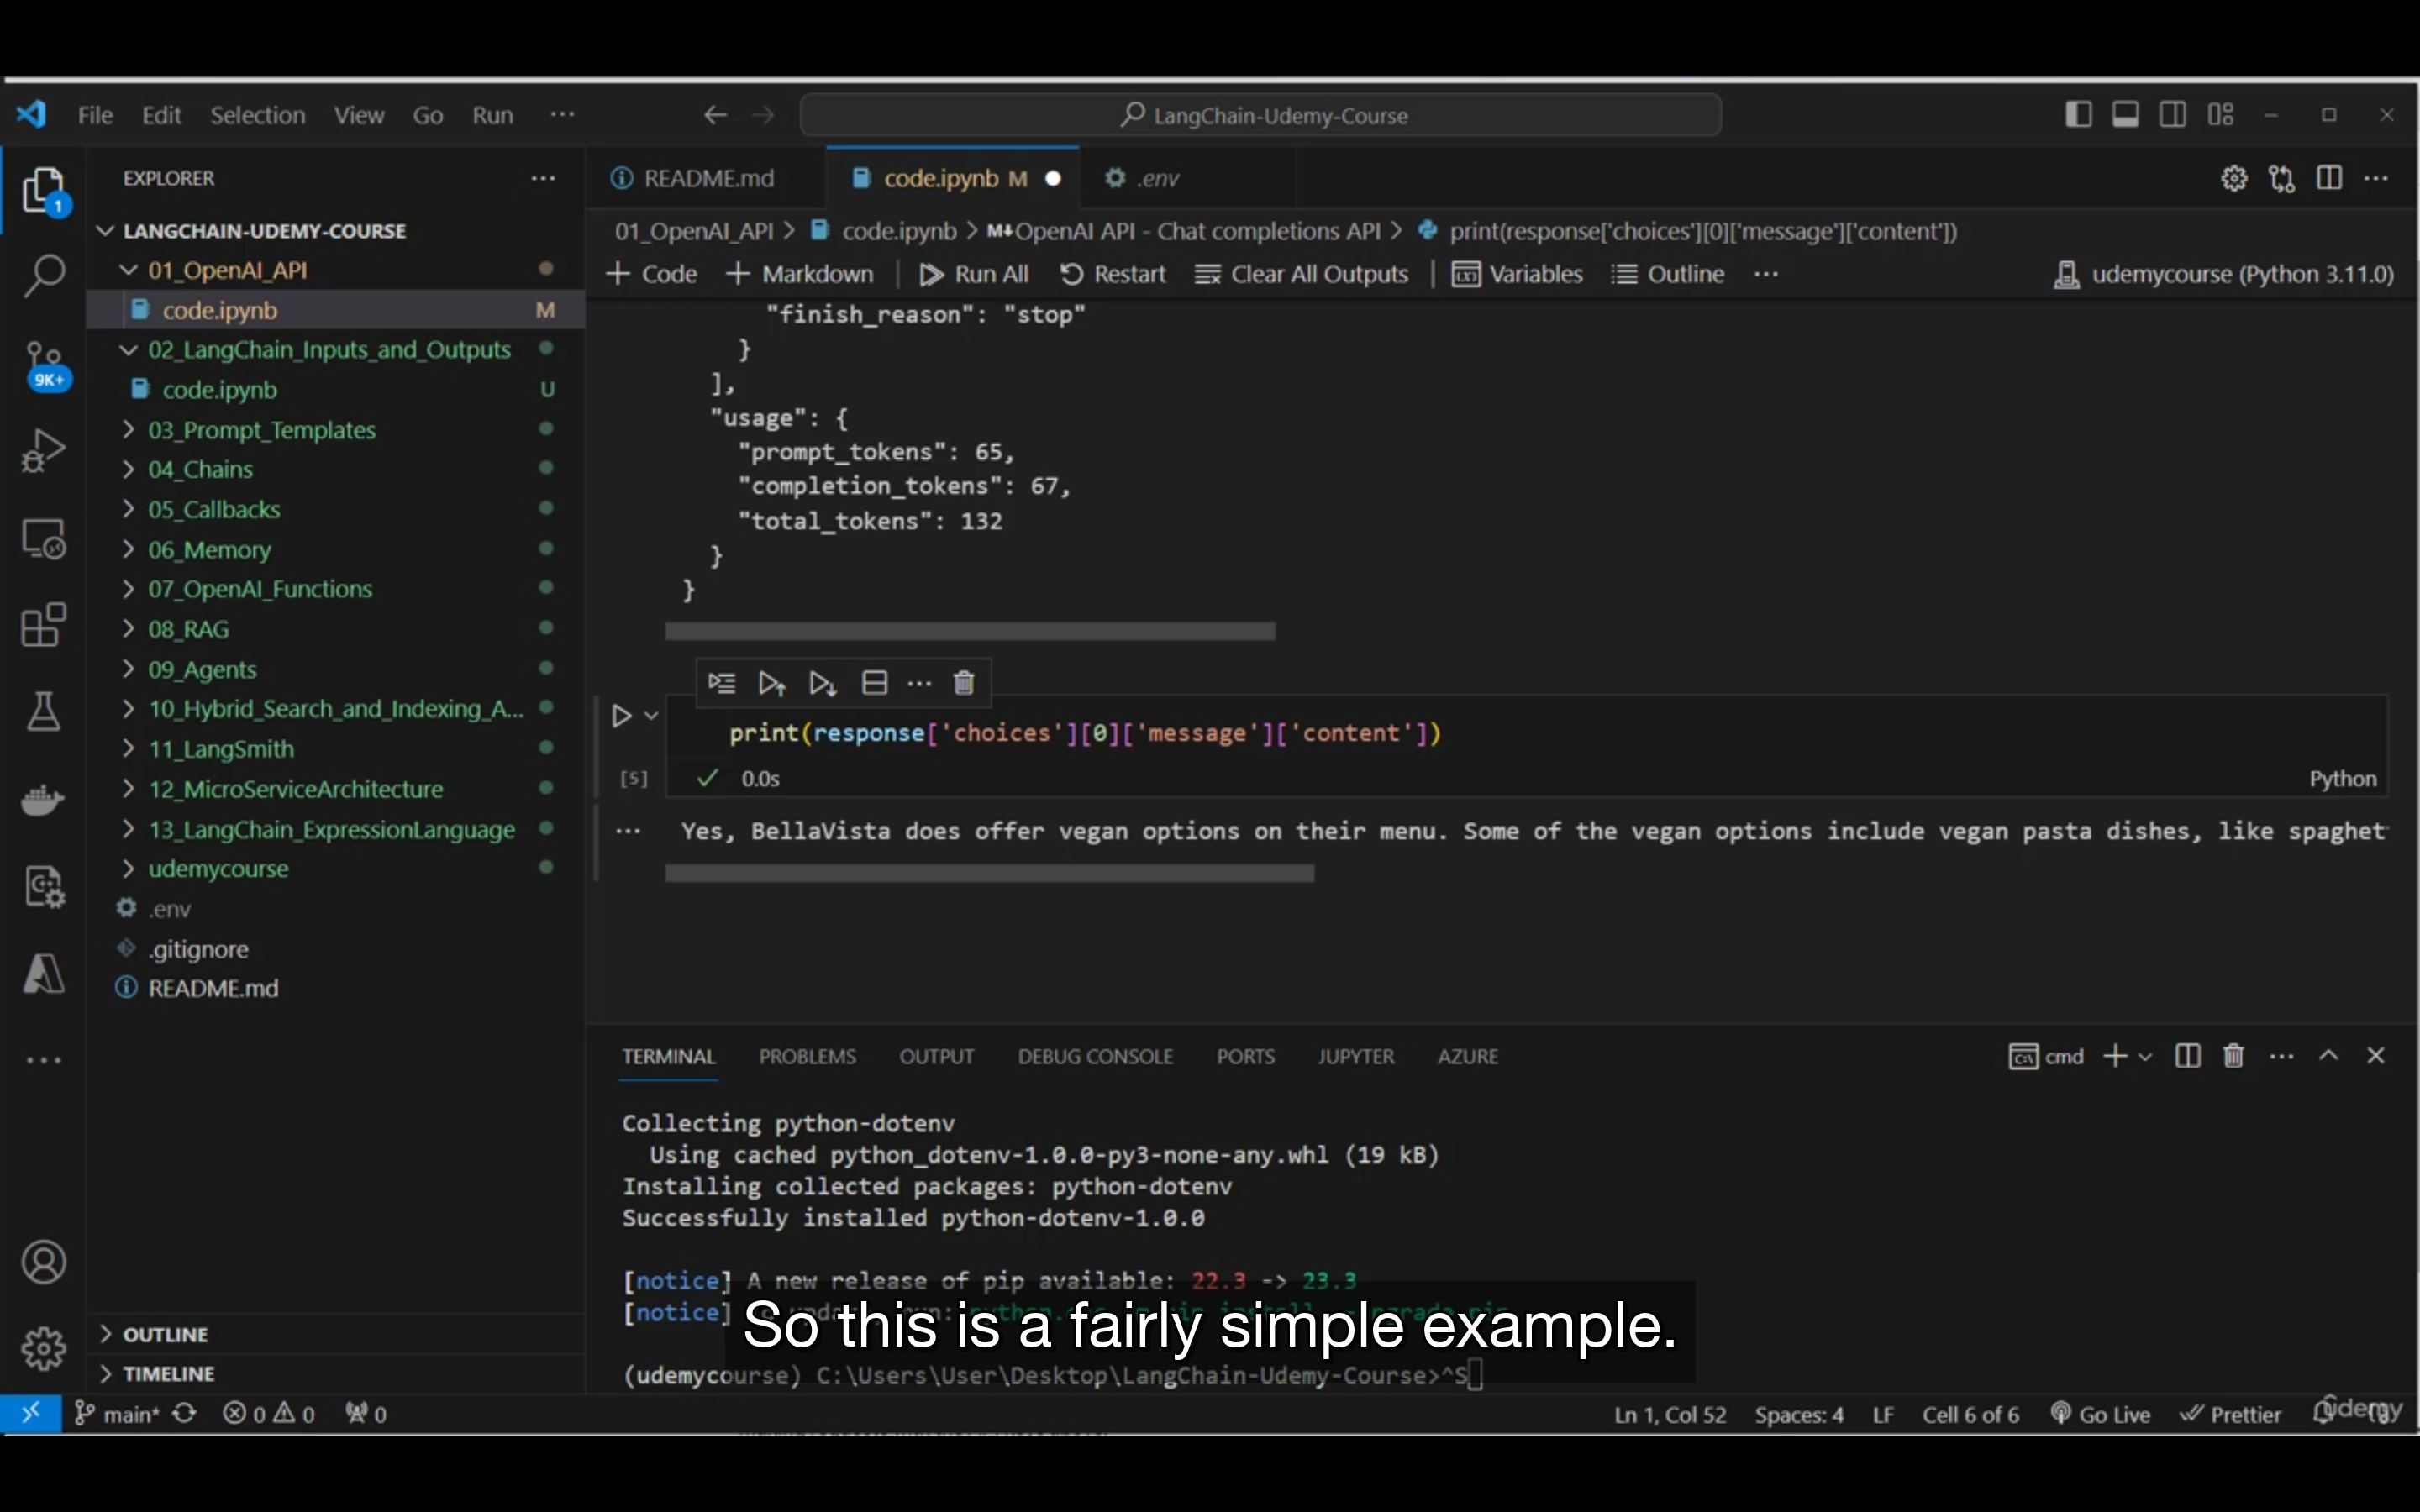 File Edit Selection View Go Run ··· LangChain-Udemy-Course
EXPLORER ···
1
9K+
LANGCHAIN-UDEMY-COURSE
01_OpenAI_API
code.ipynb M
02_LangChain_Inputs_and_Outputs
code.ipynb U
03_Prompt_Templates
04_Chains
05_Callbacks
06_Memory
07_OpenAI_Functions
08_RAG
09_Agents
10_Hybrid_Search_and_Indexing_A...
11_LangSmith
12_MicroServiceArchitecture
13_LangChain_ExpressionLanguage
udemycourse
.env
.gitignore
README.md
OUTLINE
TIMELINE
README.md code.ipynb M .env
01_OpenAI_API > code.ipynb > M↓OpenAI API - Chat completions API > print(response['choices'][0]['message']['content'])
+ Code + Markdown | Run All Restart Clear All Outputs | Variables Outline ··· udemycourse (Python 3.11.0)
"finish_reason": "stop"
}
],
"usage": {
"prompt_tokens": 65,
"completion_tokens": 67,
"total_tokens": 132
}
}
print(response['choices'][0]['message']['content'])
[5] ✓ 0.0s Python
Yes, BellaVista does offer vegan options on their menu. Some of the vegan options include vegan pasta dishes, like spaghet
TERMINAL PROBLEMS OUTPUT DEBUG CONSOLE PORTS JUPYTER AZURE cmd
Collecting python-dotenv
Using cached python_dotenv-1.0.0-py3-none-any.whl (19 kB)
Installing collected packages: python-dotenv
Successfully installed python-dotenv-1.0.0
[notice] A new release of pip available: 22.3 -> 23.3
[notice]
So this is a fairly simple example.
(udemycourse) C:\Users\User\Desktop\LangChain-Udemy-Course>^S
main* 0 0 0 Ln 1, Col 52 Spaces: 4 LF Cell 6 of 6 Go Live Prettier
udemy